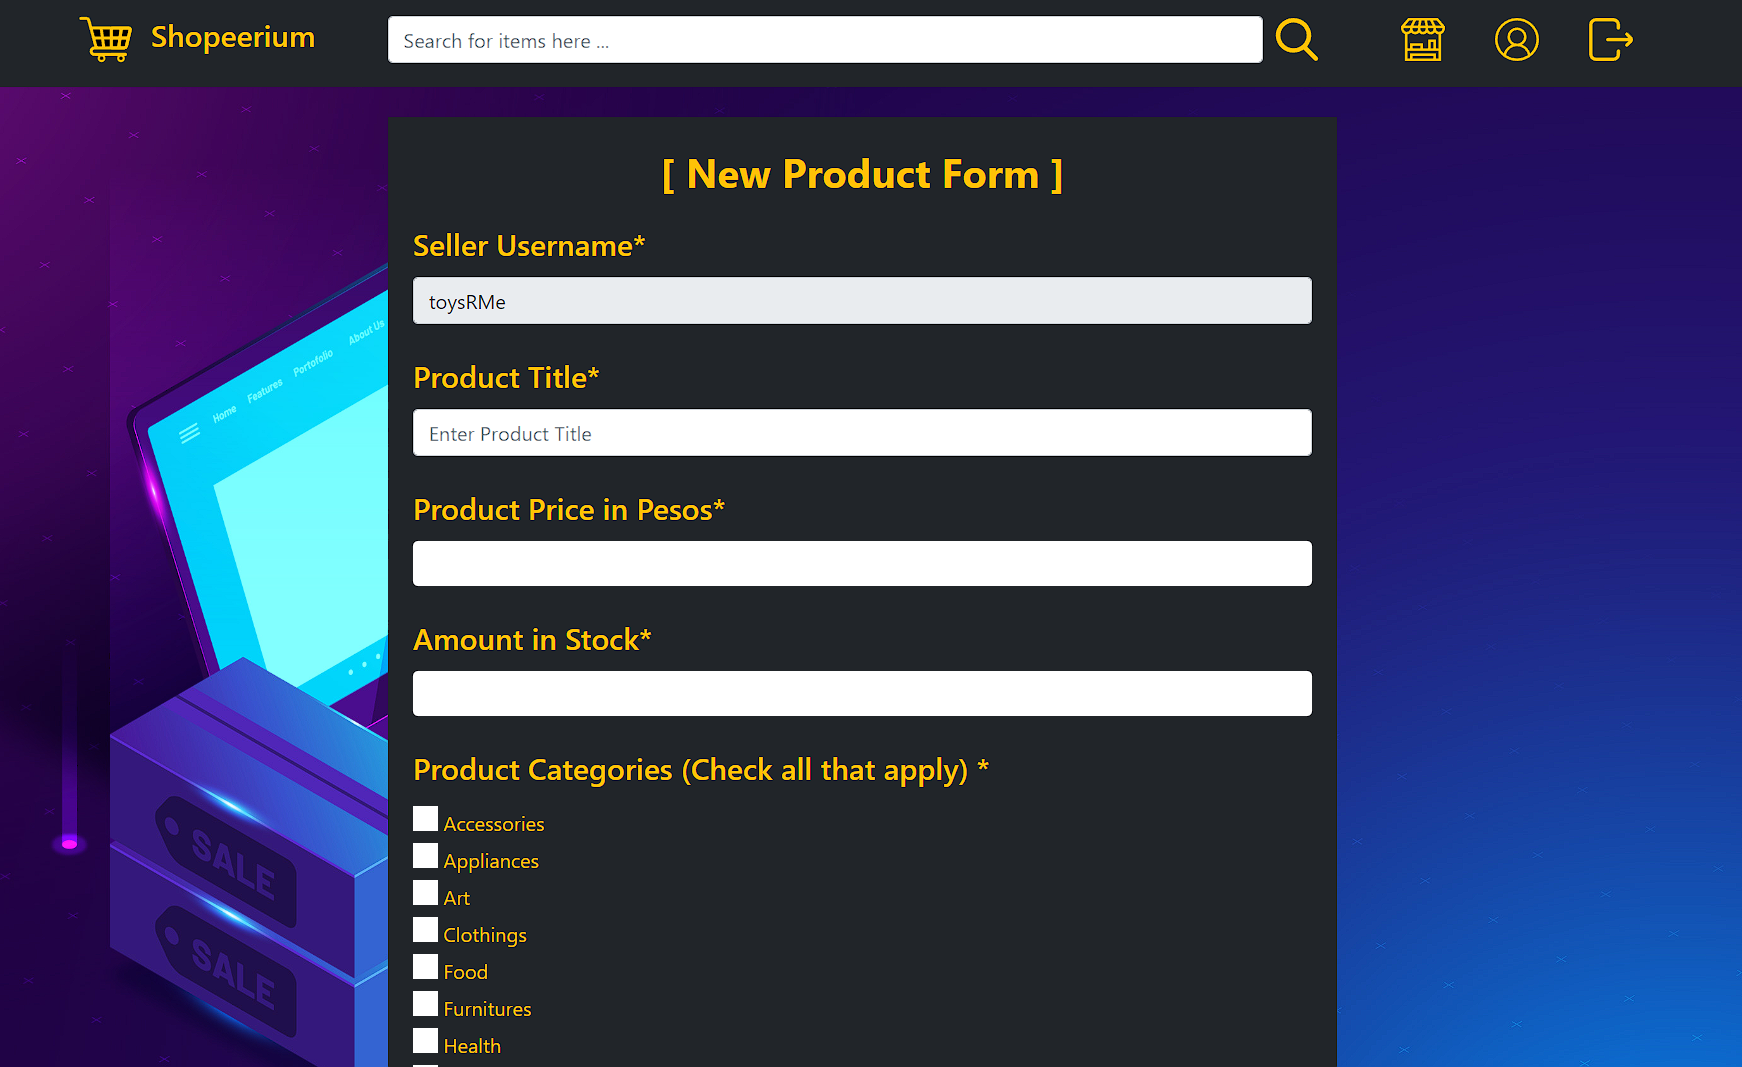 Shopeerium
Search for items here ...
[ New Product Form ]
Seller Username*
toysRMe
Product Title*
Enter Product Title
Product Price in Pesos*
Amount in Stock*
Product Categories (Check all that apply) *
Accessories
Appliances
Art
Clothings
Food
Furnitures
Health
Home Features Portofolio About Us
SALE
SALE